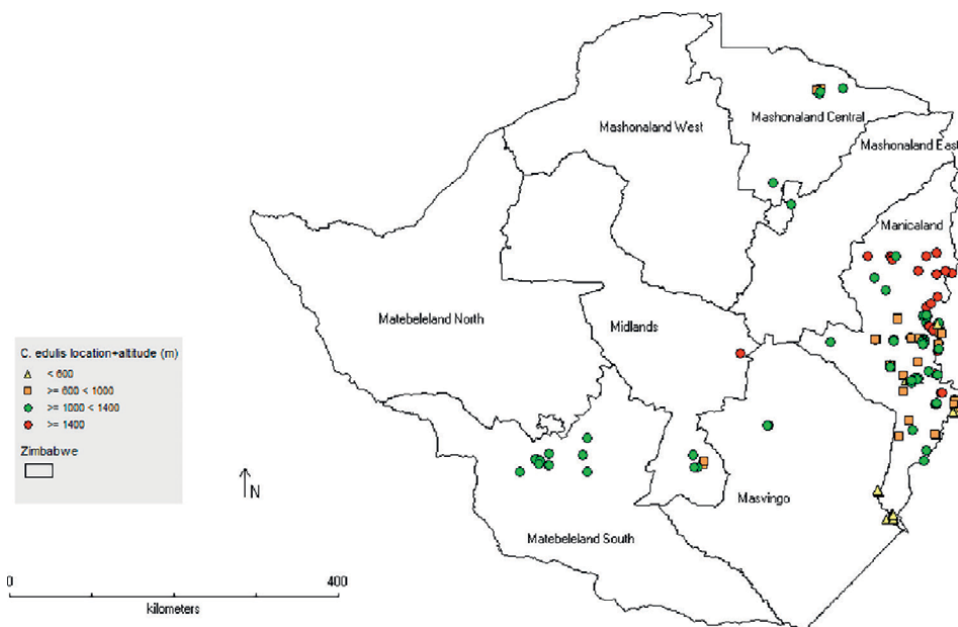 Mashonaland West
Mashonaland Central
Mashonaland East
Manicaland
Matebeleland North
Midlands
C. edulis location+altitude (m)
< 600
>= 600 < 1000
>= 1000 < 1400
>= 1400
Zimbabwe
N
Masvingo
Matebeleland South
0 400
kilometers